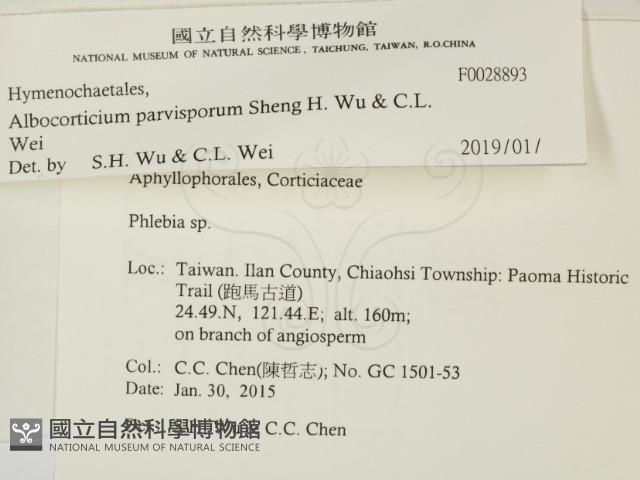 國立自然科學博物館
NATIONAL MUSEUM OF NATURAL SCIENCE, TAICHUNG, TAIWAN, R.O.CHINA
F0028893
Hymenochaetales,
Albocorticium parvisporum Sheng H. Wu & C.L.
Wei
Det. by S.H. Wu & C.L. Wei 2019/01/
Aphyllophorales, Corticiaceae
Phlebia sp.
Loc.: Taiwan. Ilan County, Chiaohsi Township: Paoma Historic
Trail (跑馬古道)
24.49.N, 121.44.E; alt. 160m;
on branch of angiosperm
Col.: C.C. Chen(陳哲志); No. GC 1501-53
Date: Jan. 30, 2015
C.C. Chen
國立自然科學博物館
NATIONAL MUSEUM OF NATURAL SCIENCE